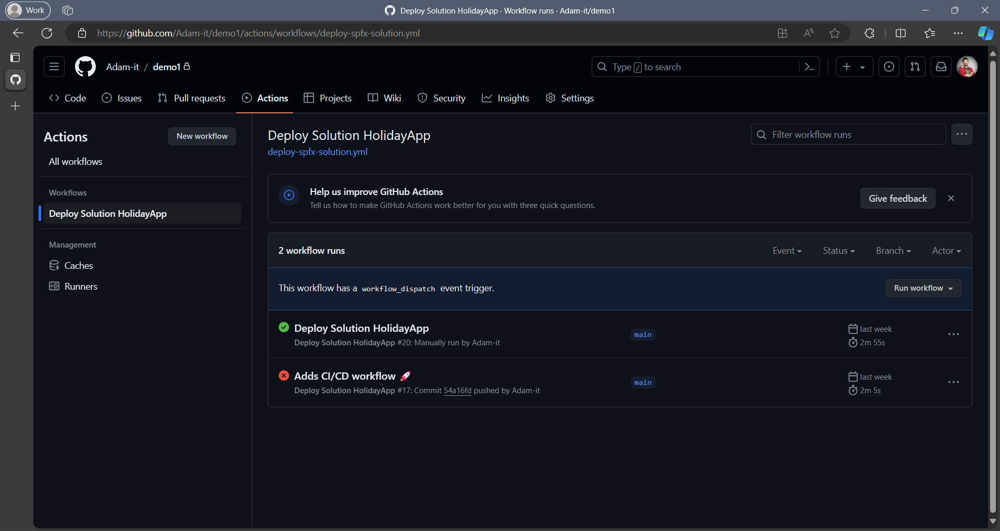 Work
Deploy Solution HolidayApp · Workflow runs · Adam-it/demo1
https://github.com/Adam-it/demo1/actions/workflows/deploy-spfx-solution.yml
Adam-it / demo1
Type / to search
Code
Issues
Pull requests
Actions
Projects
Wiki
Security
Insights
Settings
Actions
New workflow
All workflows
Workflows
Deploy Solution HolidayApp
Management
Caches
Runners
Deploy Solution HolidayApp
deploy-spfx-solution.yml
Filter workflow runs
Help us improve GitHub Actions
Tell us how to make GitHub Actions work better for you with three quick questions.
Give feedback
2 workflow runs
Event
Status
Branch
Actor
This workflow has a workflow_dispatch event trigger.
Run workflow
Deploy Solution HolidayApp
Deploy Solution HolidayApp #20: Manually run by Adam-it
main
last week
2m 55s
Adds CI/CD workflow 🚀
Deploy Solution HolidayApp #17: Commit 54a16fd pushed by Adam-it
main
last week
2m 5s